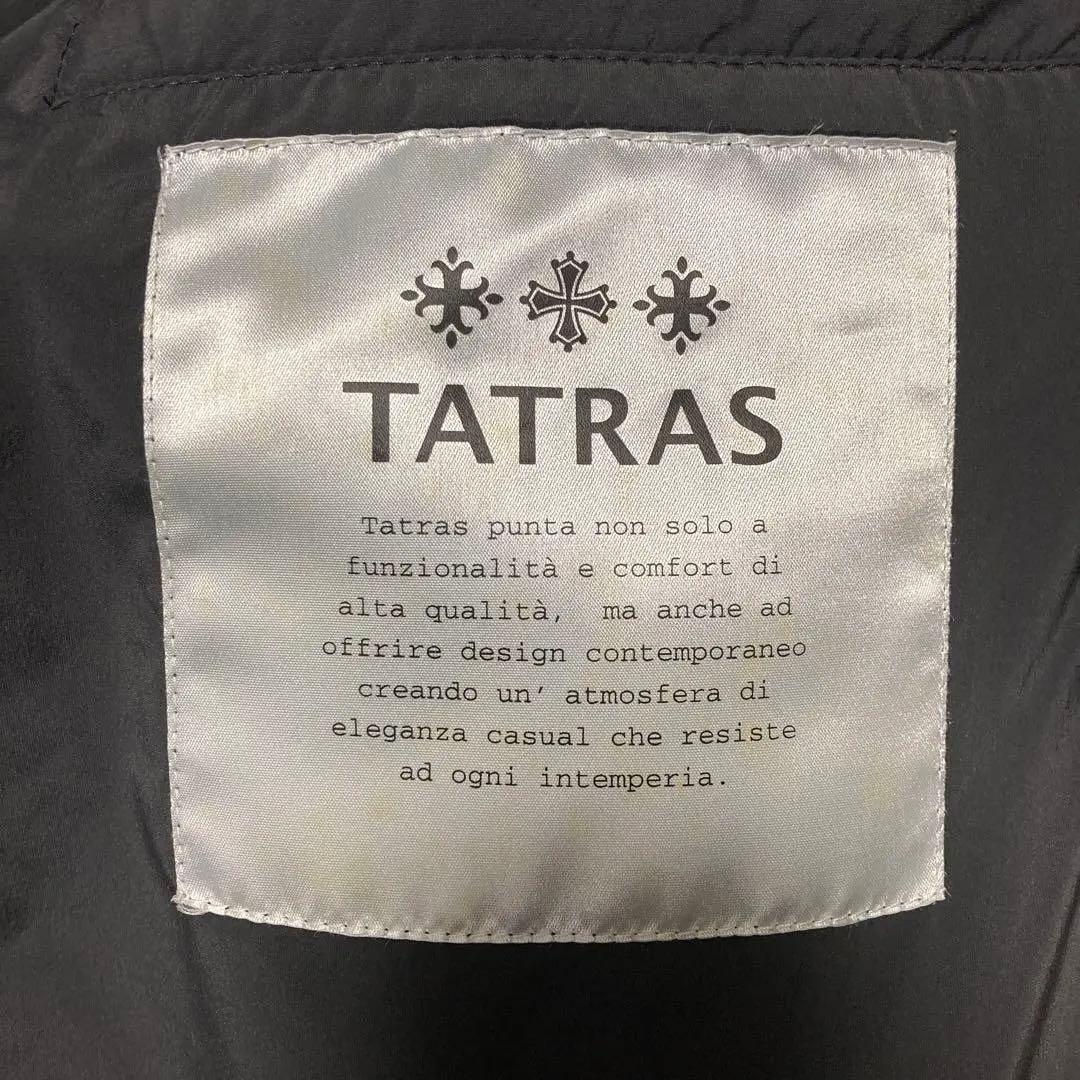 TATRAS
Tatras punta non solo a
funzionalità e comfort di
alta qualità, ma anche ad
offrire design contemporaneo
creando un’ atmosfera di
eleganza casual che resiste
ad ogni intemperia.